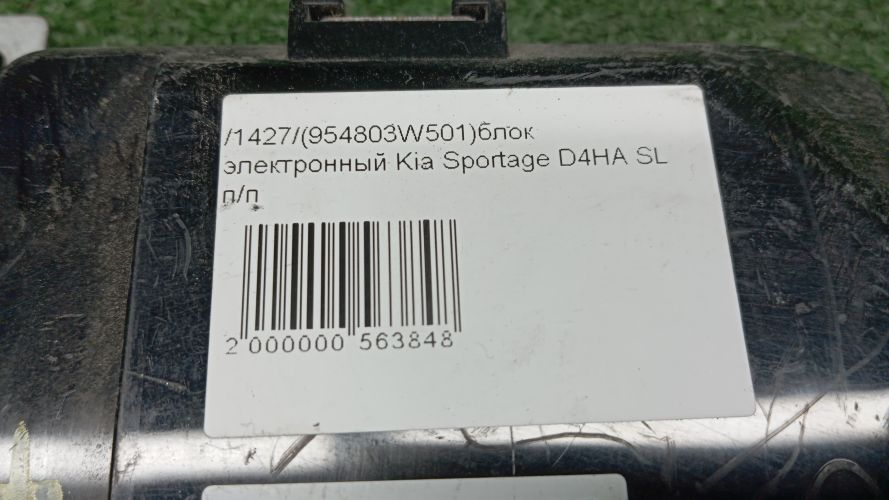 /1427/(954803W501)блок
электронный Kia Sportage D4HA SL
п/п
2 000000 563848